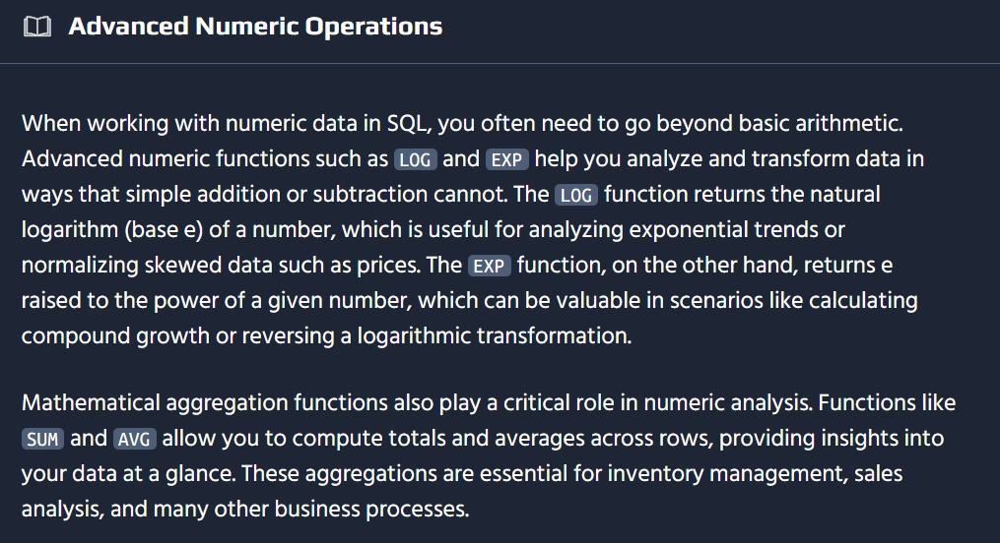 Advanced Numeric Operations
When working with numeric data in SQL, you often need to go beyond basic arithmetic.
Advanced numeric functions such as LOG and EXP help you analyze and transform data in
ways that simple addition or subtraction cannot. The LOG function returns the natural
logarithm (base e) of a number, which is useful for analyzing exponential trends or
normalizing skewed data such as prices. The EXP function, on the other hand, returns e
raised to the power of a given number, which can be valuable in scenarios like calculating
compound growth or reversing a logarithmic transformation.
Mathematical aggregation functions also play a critical role in numeric analysis. Functions like
SUM and AVG allow you to compute totals and averages across rows, providing insights into
your data at a glance. These aggregations are essential for inventory management, sales
analysis, and many other business processes.